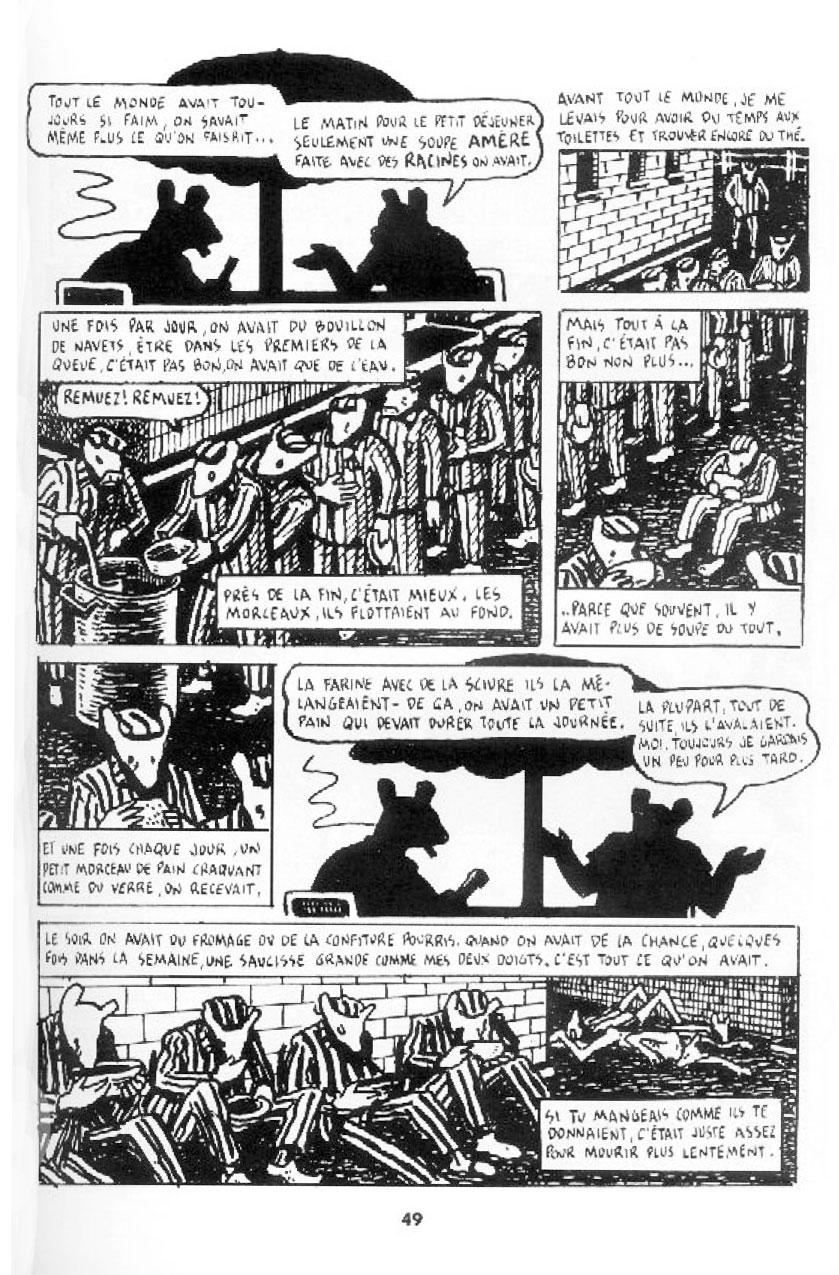 TOUT LE MONDE AVAIT TOU-
JOURS SI FAIM, ON SAVAIT
MÊME PLUS CE QU'ON FAISAIT...
LE MATIN POUR LE PETIT DÉJEUNER
SEULEMENT UNE SOUPE AMÈRE
FAITE AVEC DES RACINES ON AVAIT.
AVANT TOUT LE MONDE, JE ME
LEVAIS POUR AVOIR DU TEMPS AUX
TOILETTES ET TROUVER ENCORE DU THÉ.
UNE FOIS PAR JOUR, ON AVAIT DU BOUILLON
DE NAVETS, ÊTRE DANS LES PREMIERS DE LA
QUEUE, C'ÉTAIT PAS BON, ON AVAIT QUE DE L'EAU.
REMUEZ! REMUEZ!
PRÈS DE LA FIN, C'ÉTAIT MIEUX. LES
MORCEAUX, ILS FLOTTAIENT AU FOND.
MAIS TOUT À LA
FIN, C'ÉTAIT PAS
BON NON PLUS...
..PARCE QUE SOUVENT, IL Y
AVAIT PLUS DE SOUPE DU TOUT.
ET UNE FOIS CHAQUE JOUR, UN
PETIT MORCEAU DE PAIN CRAQUANT
COMME DU VERRE, ON RECEVAIT.
LA FARINE AVEC DE LA SCIURE ILS LA MÉ-
LANGEAIENT - DE ÇA, ON AVAIT UN PETIT
PAIN QUI DEVAIT DURER TOUTE LA JOURNÉE.
LA PLUPART, TOUT DE
SUITE, ILS L'AVALAIENT.
MOI, TOUJOURS JE GARDAIS
UN PEU POUR PLUS TARD.
LE SOIR ON AVAIT DU FROMAGE OU DE LA CONFITURE POURRIS. QUAND ON AVAIT DE LA CHANCE, QUELQUES
FOIS DANS LA SEMAINE, UNE SAUCISSE GRANDE COMME MES DEUX DOIGTS. C'EST TOUT CE QU'ON AVAIT.
SI TU MANGEAIS COMME ILS TE
DONNAIENT, C'ÉTAIT JUSTE ASSEZ
POUR MOURIR PLUS LENTEMENT.
49